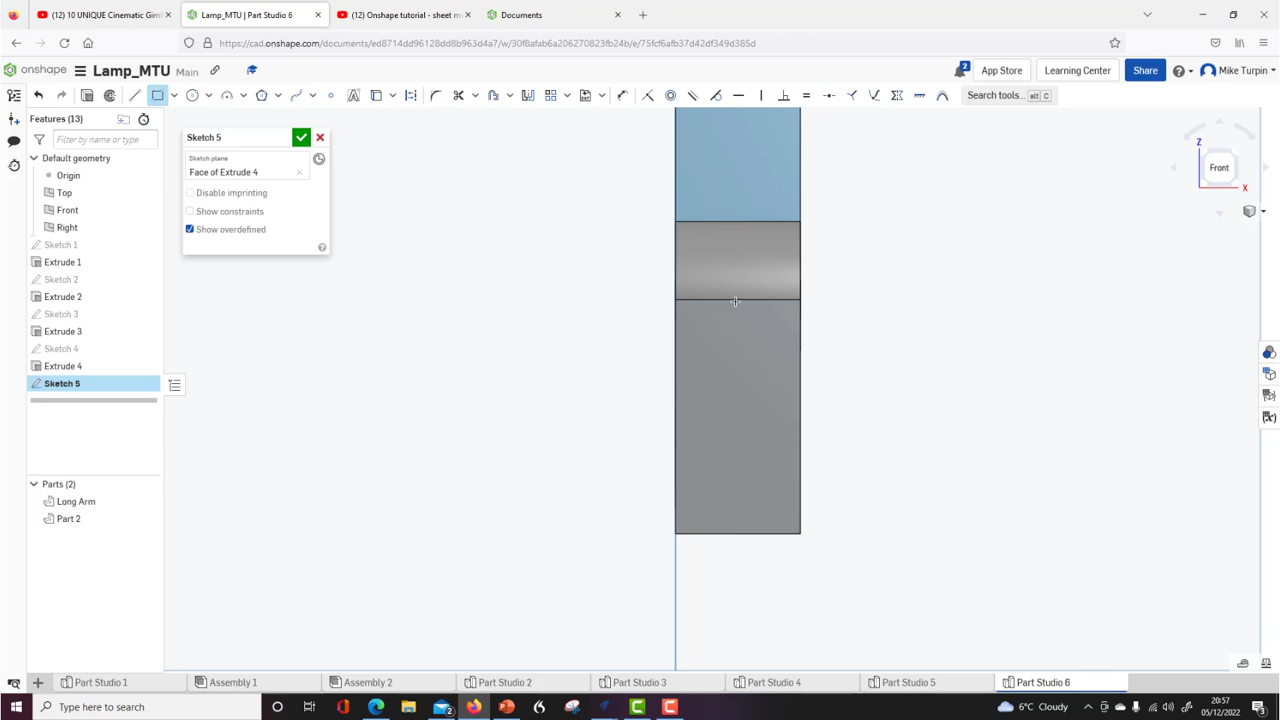 (12) 10 UNIQUE Cinematic Giml
Lamp_MTU | Part Studio 6
(12) Onshape tutorial - sheet m
Documents
https://cad.onshape.com/documents/ed8714dd96128dd8b963d4a7/w/30f8afab6a206270823fb24b/e/75fcf6afb37d42df349d385d
onshape
Lamp_MTU Main
2
App Store
Learning Center
Share
Mike Turpin
Search tools... alt C
Features (13)
Filter by name or type
Default geometry
Origin
Top
Front
Right
Sketch 1
Extrude 1
Sketch 2
Extrude 2
Sketch 3
Extrude 3
Sketch 4
Extrude 4
Sketch 5
Parts (2)
Long Arm
Part 2
Sketch 5
Sketch plane
Face of Extrude 4
Disable imprinting
Show constraints
Show overdefined
Z
Front
X
Part Studio 1
Assembly 1
Assembly 2
Part Studio 2
Part Studio 3
Part Studio 4
Part Studio 5
Part Studio 6
Type here to search
6°C Cloudy
20:57
05/12/2022